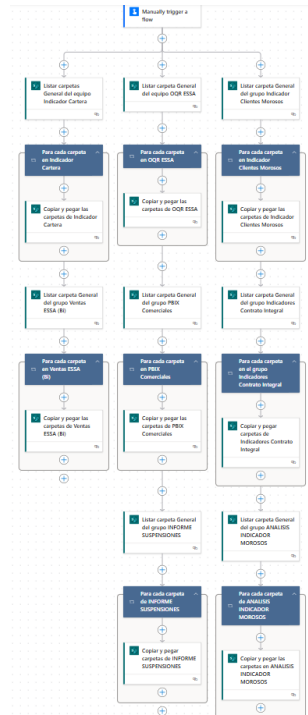 Manually trigger a
flow
Listar carpetas
General del equipo
Indicador Cartera
Listar carpeta General
del equipo OQR ESSA
Listar carpeta General
del grupo Indicador
Clientes Morosos
Para cada carpeta
en Indicador
Cartera
Para cada carpeta
en OQR ESSA
Para cada carpeta
en Indicador
Clientes Morosos
Copiar y pegar las
carpetas de Indicador
Cartera
Copiar y pegar las
carpetas de OQR ESSA
Copiar y pegar las
carpetas de Indicador
Clientes Morosos
Listar carpeta General
del grupo Ventas
ESSA (BI)
Listar carpeta General
del grupo PBIX
Comerciales
Listar carpeta General
del grupo Indicadores
Contrato Integral
Para cada carpeta
en Ventas ESSA
(BI)
Para cada carpeta
en PBIX
Comerciales
Para cada carpeta
en el grupo
Indicadores
Contrato Integral
Copiar y pegar las
carpetas de Ventas
ESSA (BI)
Copiar y pegar las
carpetas de PBIX
Comerciales
Copiar y pegar
carpetas de
Indicadores Contrato
Integral
Listar carpeta General
del grupo INFORME
SUSPENSIONES
Listar carpeta General
del grupo ANALISIS
INDICADOR
MOROSOS
Para cada carpeta
de INFORME
SUSPENSIONES
Para cada carpeta
da ANALISIS
INDICADOR
MOROSOS
Copiar y pegar
carpetas de INFORME
SUSPENSIONES
Copiar y pegar las
carpetas en ANALISIS
INDICADOR
MOROSOS